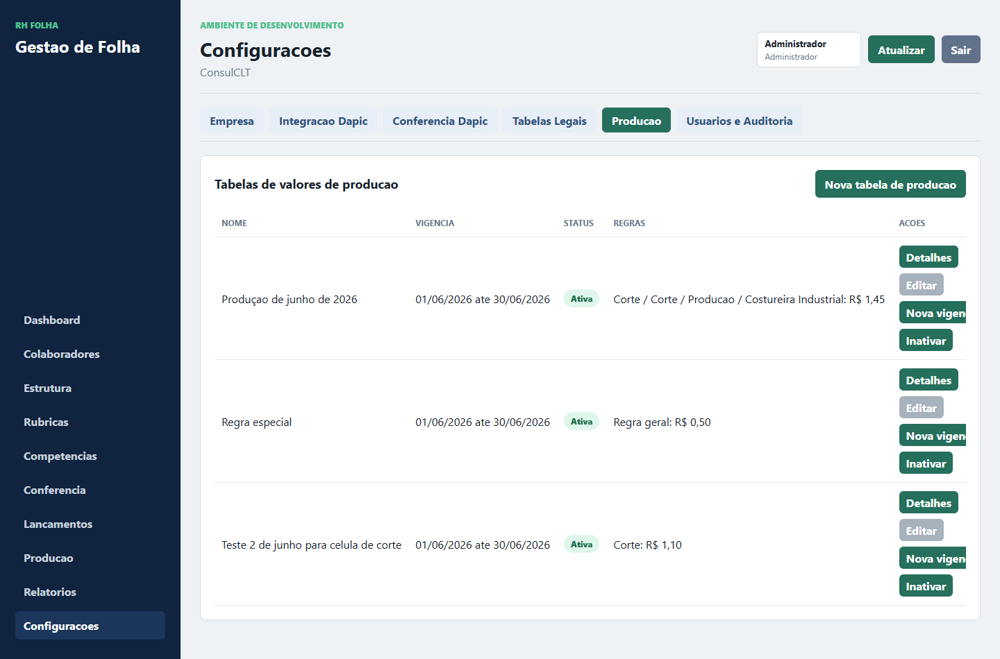 RH FOLHA
Gestao de Folha
Dashboard
Colaboradores
Estrutura
Rubricas
Competencias
Conferencia
Lancamentos
Producao
Relatorios
Configuracoes
AMBIENTE DE DESENVOLVIMENTO
Configuracoes
ConsulCLT
Administrador
Administrador
Atualizar
Sair
Empresa
Integracao Dapic
Conferencia Dapic
Tabelas Legais
Producao
Usuarios e Auditoria
Tabelas de valores de producao
Nova tabela de producao
NOME VIGENCIA STATUS REGRAS ACOES
Produçao de junho de 2026 01/06/2026 ate 30/06/2026 Ativa Corte / Corte / Producao / Costureira Industrial: R$ 1,45
Detalhes
Editar
Nova vigen
Inativar
Regra especial 01/06/2026 ate 30/06/2026 Ativa Regra geral: R$ 0,50
Detalhes
Editar
Nova vigen
Inativar
Teste 2 de junho para celula de corte 01/06/2026 ate 30/06/2026 Ativa Corte: R$ 1,10
Detalhes
Editar
Nova vigen
Inativar